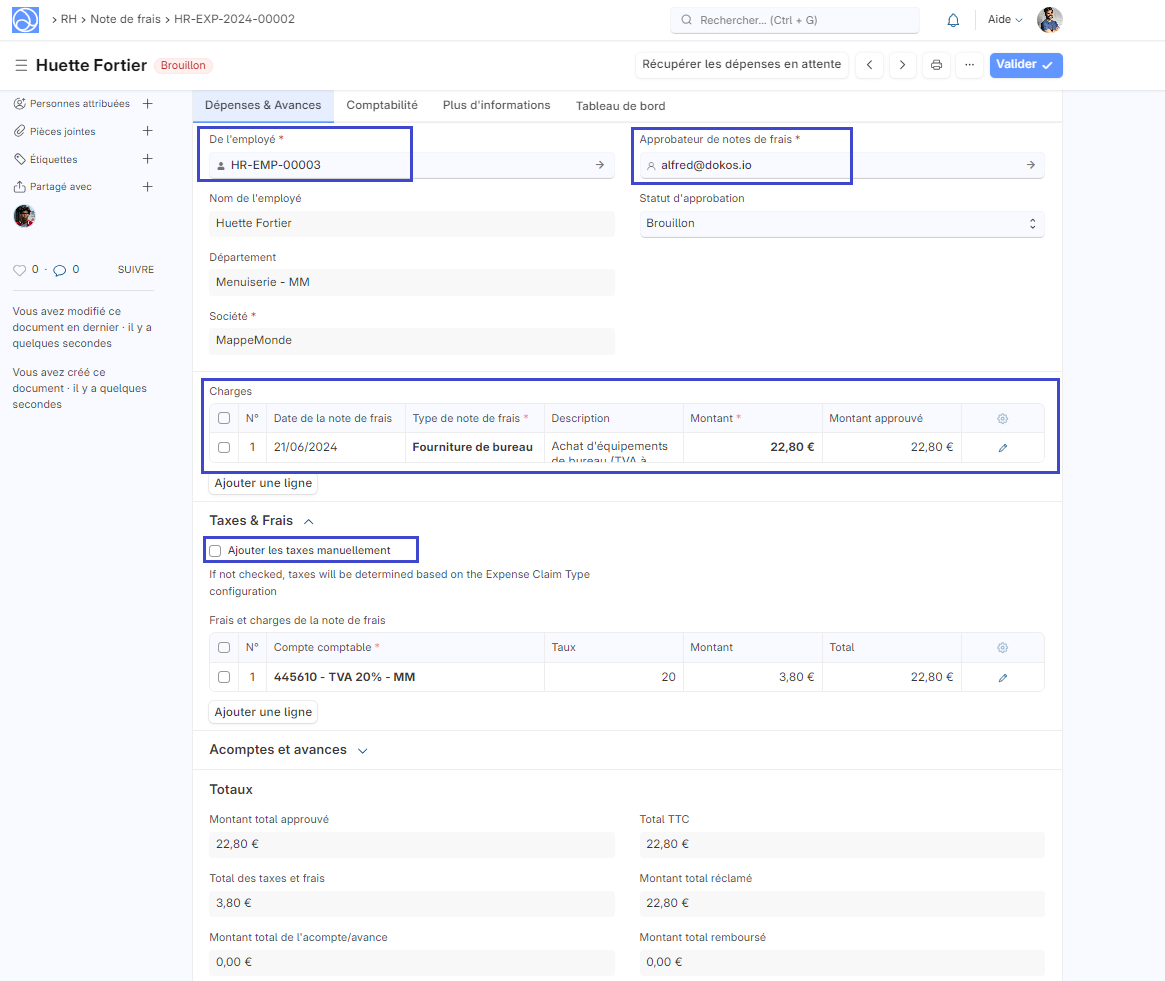 RH
Note de frais
HR-EXP-2024-00002
Rechercher... (Ctrl + G)
Aide
Huette Fortier
Brouillon
Récupérer les dépenses en attente
...
Valider
Personnes attribuées
Pièces jointes
Étiquettes
Partagé avec
0 · 0
SUIVRE
Vous avez modifié ce
document en dernier · il y a
quelques secondes
Vous avez créé ce
document · il y a quelques
secondes
Dépenses & Avances
Comptabilité
Plus d'informations
Tableau de bord
De l'employé *
HR-EMP-00003
Approbateur de notes de frais *
alfred@dokos.io
Nom de l'employé
Huette Fortier
Statut d'approbation
Brouillon
Département
Menuiserie - MM
Société *
MappeMonde
Charges
N° Date de la note de frais Type de note de frais * Description Montant * Montant approuvé
1 21/06/2024 Fourniture de bureau Achat d'équipements 22,80 € 22,80 €
de bureau (TVA à
Ajouter une ligne
Taxes & Frais
Ajouter les taxes manuellement
If not checked, taxes will be determined based on the Expense Claim Type
configuration
Frais et charges de la note de frais
N° Compte comptable * Taux Montant Total
1 445610 - TVA 20% - MM 20 3,80 € 22,80 €
Ajouter une ligne
Acomptes et avances
Totaux
Montant total approuvé
22,80 €
Total TTC
22,80 €
Total des taxes et frais
3,80 €
Montant total réclamé
22,80 €
Montant total de l'acompte/avance
0,00 €
Montant total remboursé
0,00 €